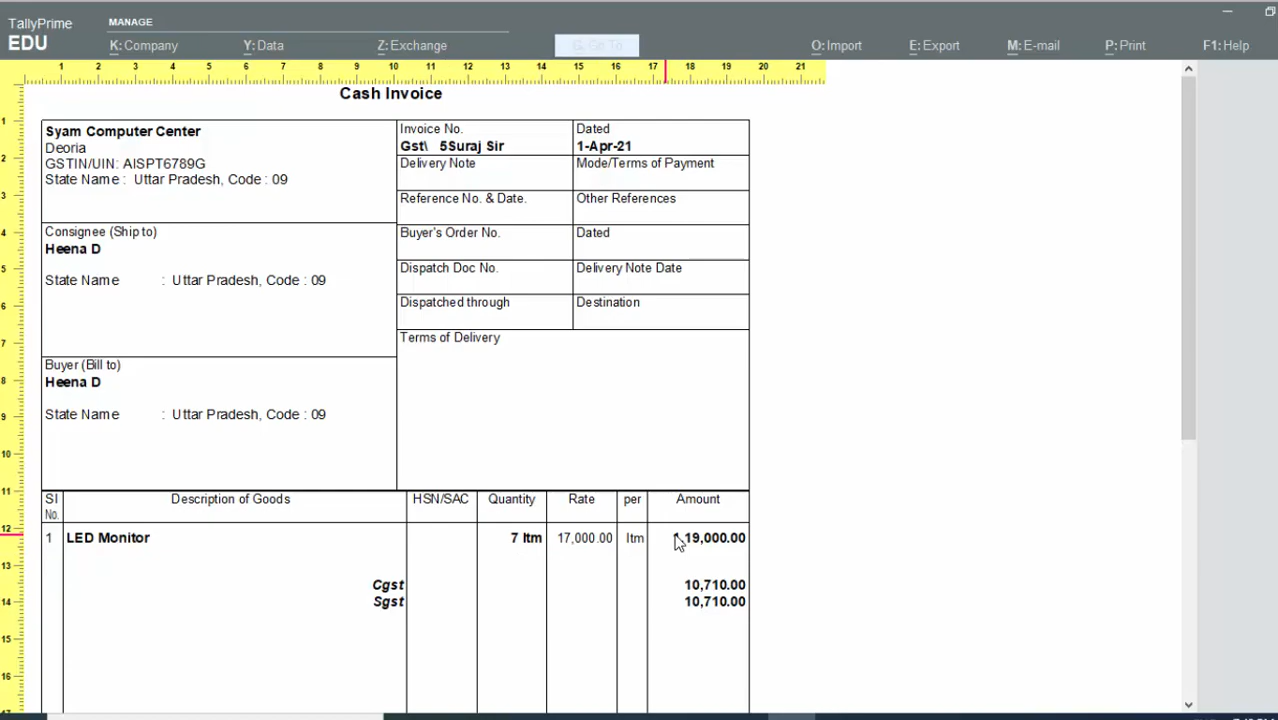 TallyPrime
EDU
MANAGE
K: Company
Y: Data
Z: Exchange
G: Go To
O: Import
E: Export
M: E-mail
P: Print
F1: Help
1 2 3 4 5 6 7 8 9 10 11 12 13 14 15 16 17 18 19 20 21
Cash Invoice
Syam Computer Center
Deoria
GSTIN/UIN: AISPT6789G
State Name : Uttar Pradesh, Code : 09
Invoice No.
Gst\ 5Suraj Sir
Dated
1-Apr-21
Delivery Note
Mode/Terms of Payment
Reference No. & Date.
Other References
Consignee (Ship to)
Heena D
State Name : Uttar Pradesh, Code : 09
Buyer's Order No.
Dated
Dispatch Doc No.
Delivery Note Date
Dispatched through
Destination
Terms of Delivery
Buyer (Bill to)
Heena D
State Name : Uttar Pradesh, Code : 09
Sl No. Description of Goods HSN/SAC Quantity Rate per Amount
1 LED Monitor 7 Itm 17,000.00 Itm 19,000.00
Cgst 10,710.00
Sgst 10,710.00
1
2
3
4
5
6
7
8
9
10
11
12
13
14
15
16